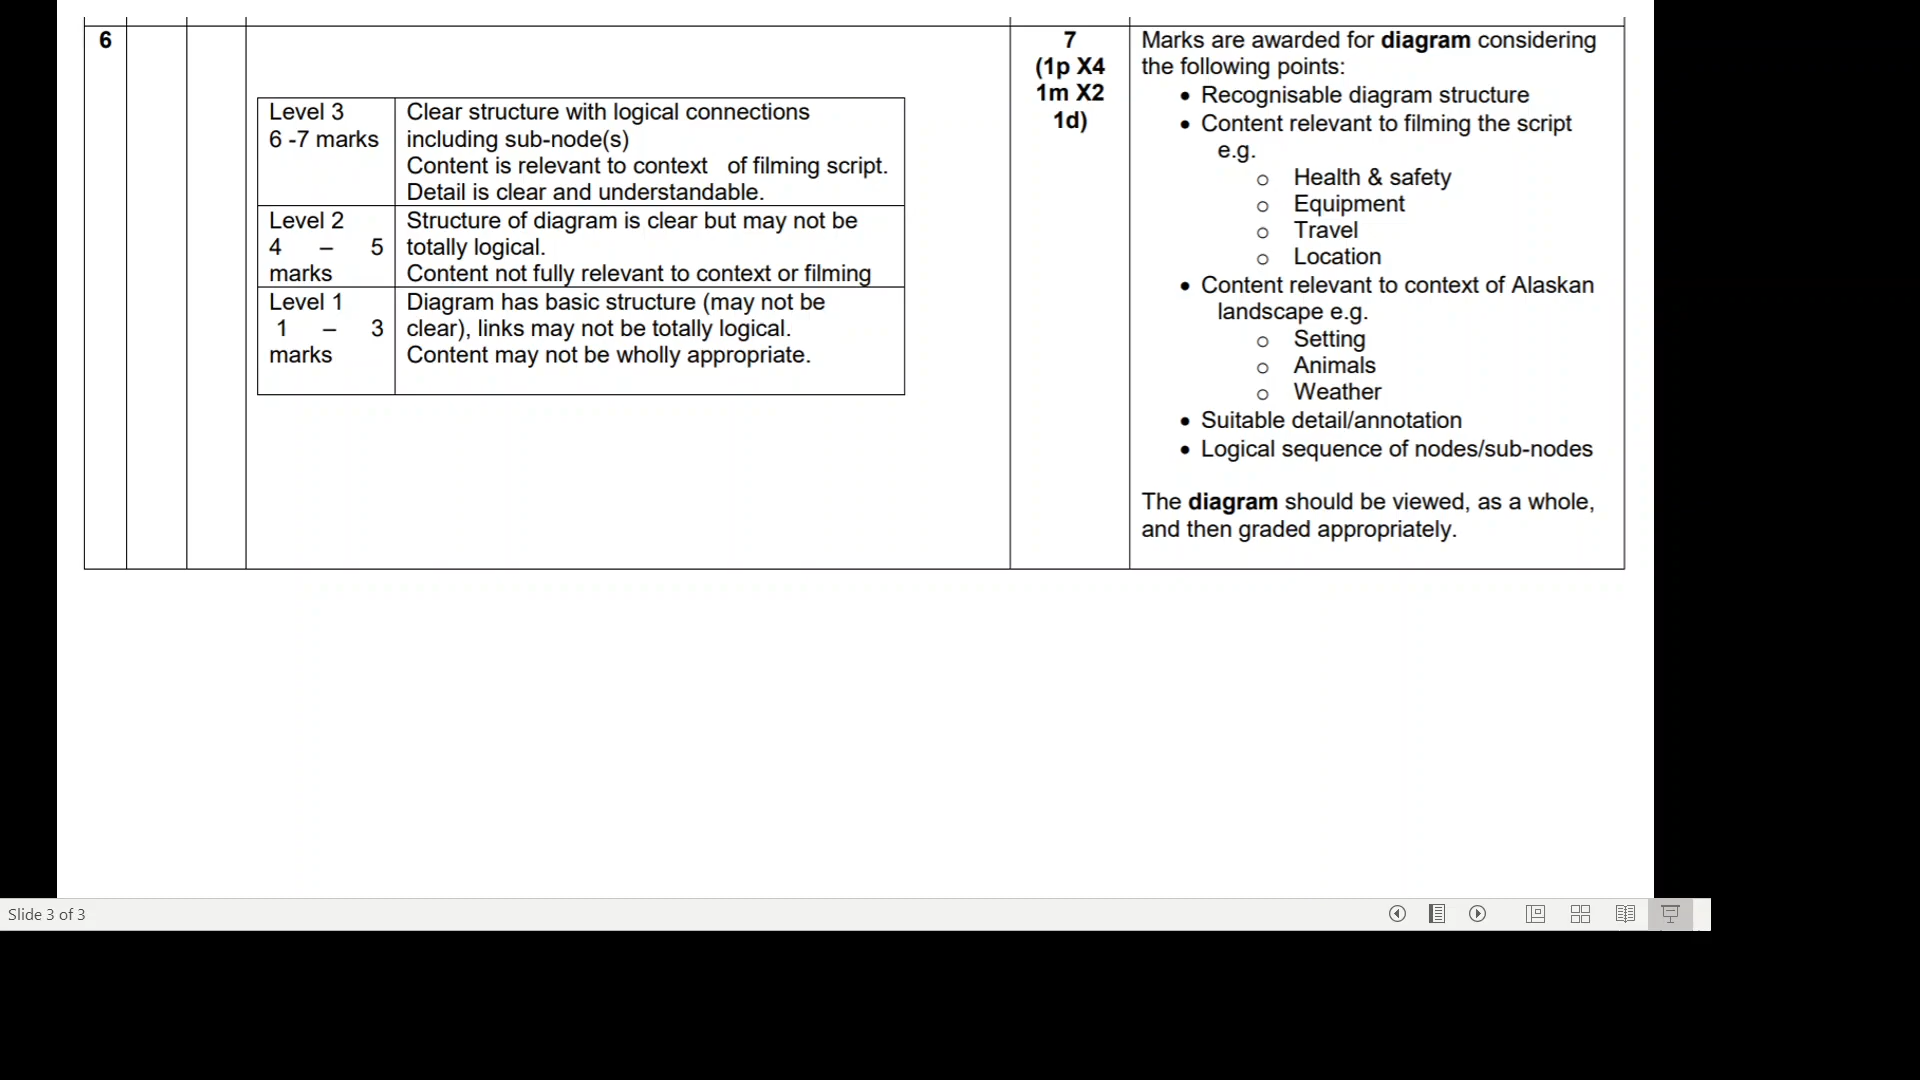 6
Level 3
6 -7 marks
Clear structure with logical connections
including sub-node(s)
Content is relevant to context of filming script.
Detail is clear and understandable.
Level 2
4 – 5
marks
Structure of diagram is clear but may not be
totally logical.
Content not fully relevant to context or filming
Level 1
1 – 3
marks
Diagram has basic structure (may not be
clear), links may not be totally logical.
Content may not be wholly appropriate.
7
(1p X4
1m X2
1d)
Marks are awarded for diagram considering
the following points:
• Recognisable diagram structure
• Content relevant to filming the script
e.g.
o Health & safety
o Equipment
o Travel
o Location
• Content relevant to context of Alaskan
landscape e.g.
o Setting
o Animals
o Weather
• Suitable detail/annotation
• Logical sequence of nodes/sub-nodes
The diagram should be viewed, as a whole,
and then graded appropriately.
Slide 3 of 3